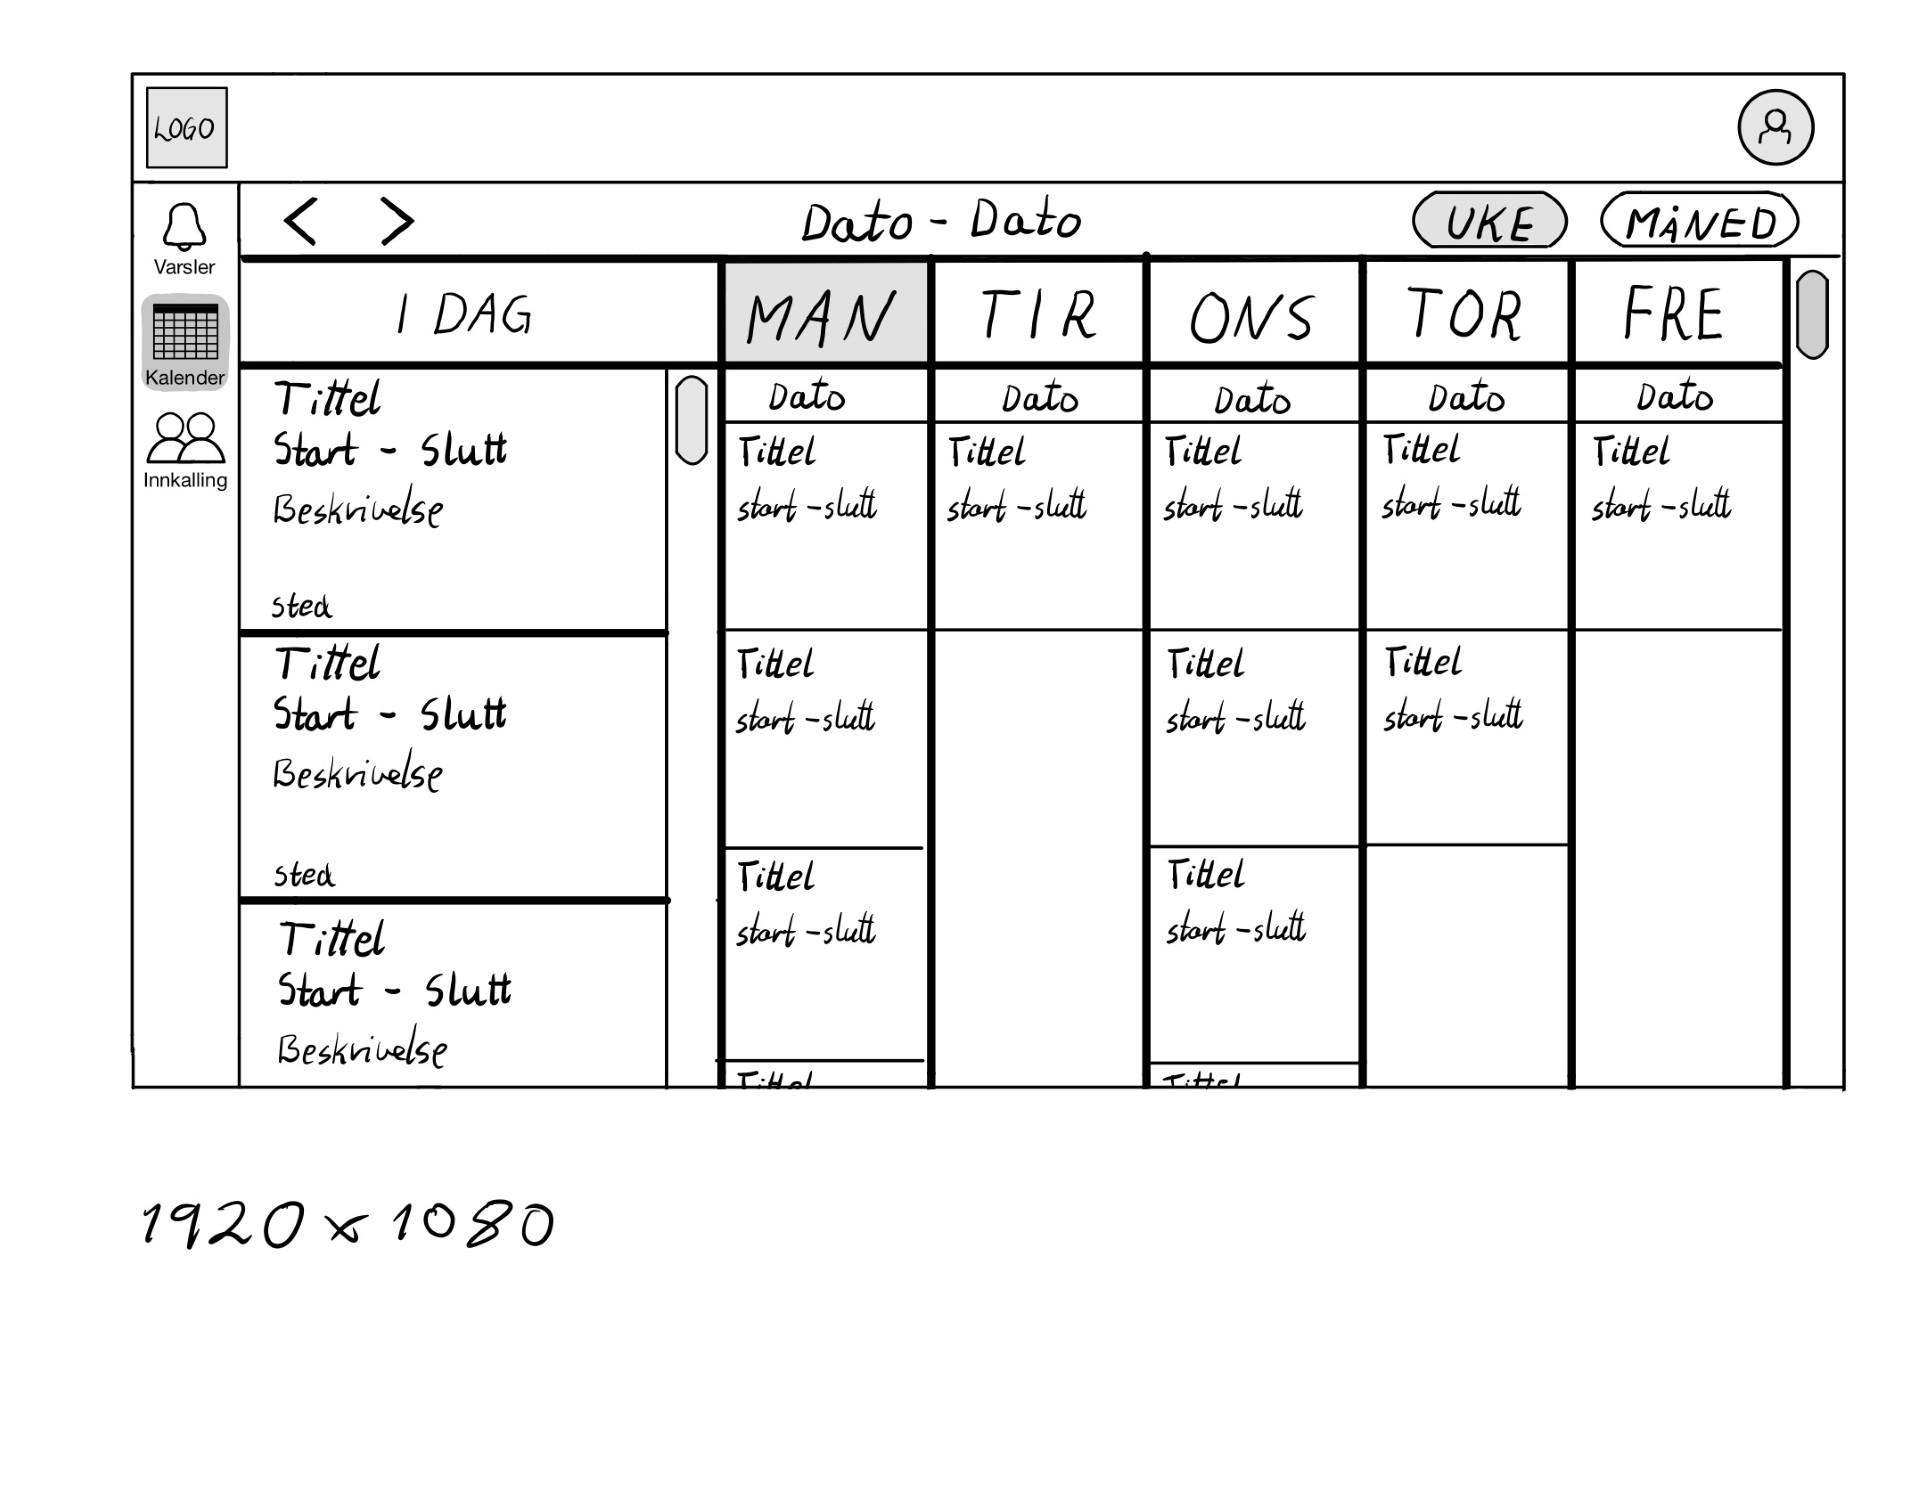 LOGO
Varsler
Kalender
Innkalling
< >
Dato - Dato
UKE
MÅNED
I DAG
Tittel
Start - Slutt
Beskrivelse
sted
Tittel
Start - Slutt
Beskrivelse
sted
Tittel
Start - Slutt
Beskrivelse
MAN
Dato
Tittel
start - slutt
Tittel
start - slutt
Tittel
start - slutt
Tittel
TIR
Dato
Tittel
start - slutt
ONS
Dato
Tittel
start - slutt
Tittel
start - slutt
Tittel
start - slutt
Tittel
TOR
Dato
Tittel
start - slutt
Tittel
start - slutt
FRE
Dato
Tittel
start - slutt
1920 x 1080